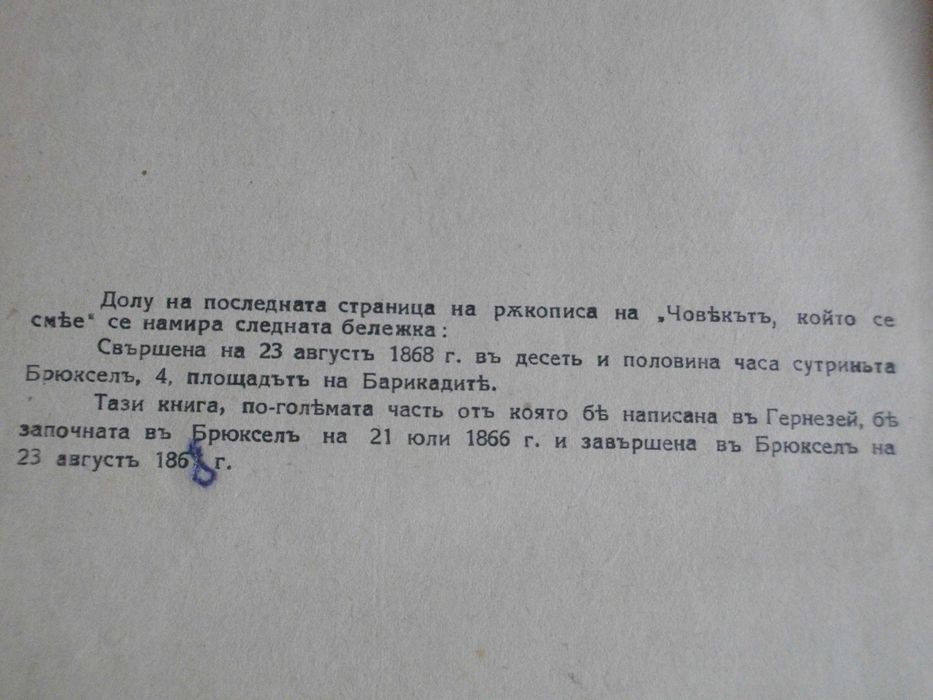 Долу на последната страница на рѫкописа на „Човѣкътъ, който се
смѣе“ се намира следната бележка:
Свършена на 23 августъ 1868 г. въ десеть и половина часа сутриньта
Брюкселъ, 4, площадътъ на Барикадитѣ.
Тази книга, по-голѣмата часть отъ която бѣ написана въ Гернезей, бѣ
започната въ Брюкселъ на 21 юли 1866 г. и завършена въ Брюкселъ на
23 августъ 1868 г.